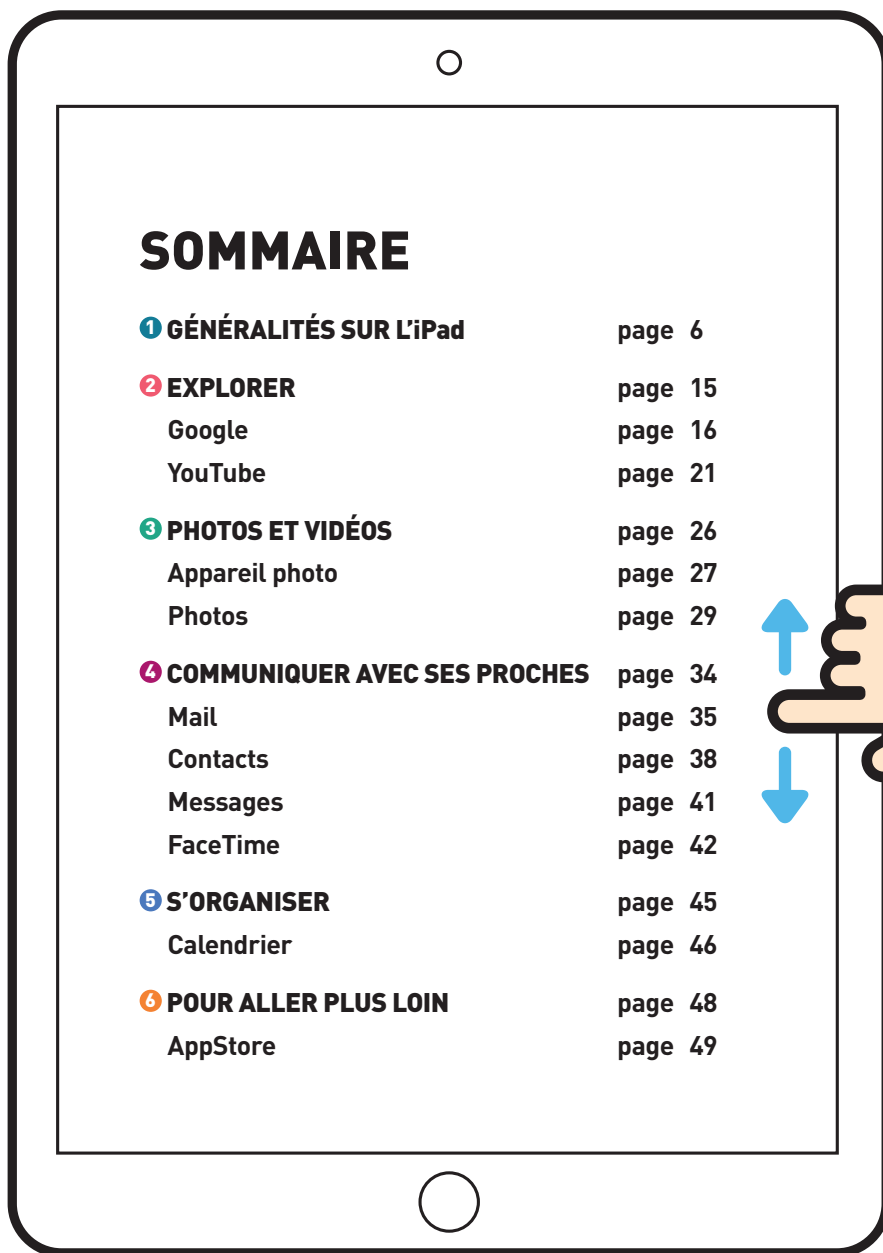 SOMMAIRE
1 GÉNÉRALITÉS SUR L'iPad page 6
2 EXPLORER page 15
Google page 16
YouTube page 21
3 PHOTOS ET VIDÉOS page 26
Appareil photo page 27
Photos page 29
4 COMMUNIQUER AVEC SES PROCHES page 34
Mail page 35
Contacts page 38
Messages page 41
FaceTime page 42
5 S’ORGANISER page 45
Calendrier page 46
6 POUR ALLER PLUS LOIN page 48
AppStore page 49